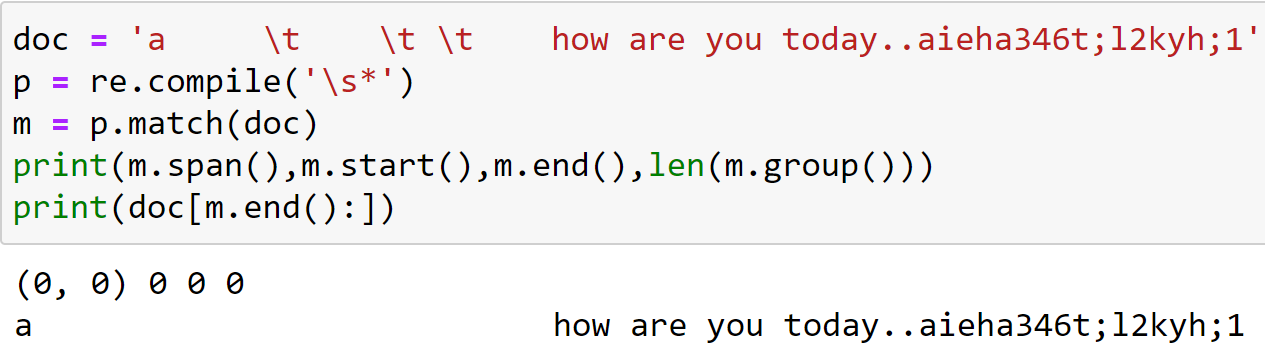 doc = 'a     \t    \t \t    how are you today..aieha346t;l2kyh;1'
p = re.compile('\s*')
m = p.match(doc)
print(m.span(),m.start(),m.end(),len(m.group()))
print(doc[m.end():])
(0, 0) 0 0 0
a                           how are you today..aieha346t;l2kyh;1